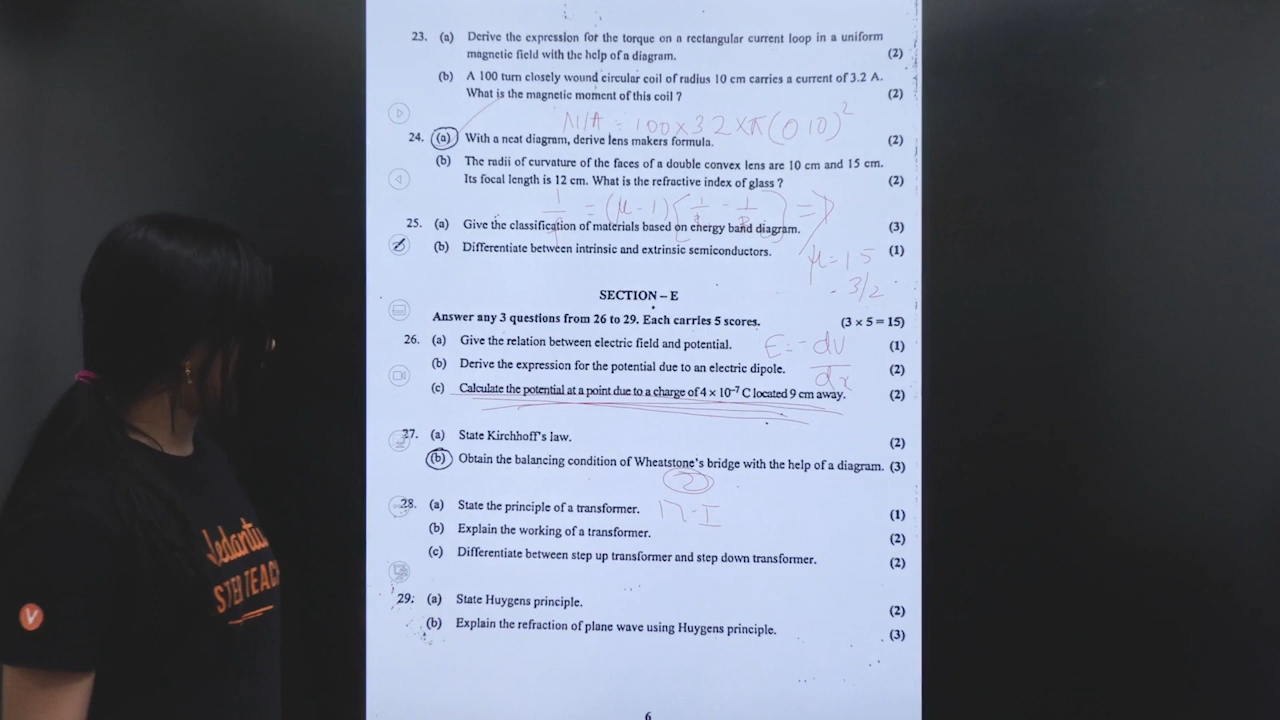 23. (a) Derive the expression for the torque on a rectangular current loop in a uniform
magnetic field with the help of a diagram. (2)
(b) A 100 turn closely wound circular coil of radius 10 cm carries a current of 3.2 A.
What is the magnetic moment of this coil ? (2)
NIA = 100×3.2×π(0.10)²
24. (a) With a neat diagram, derive lens makers formula. (2)
(b) The radii of curvature of the faces of a double convex lens are 10 cm and 15 cm.
Its focal length is 12 cm. What is the refractive index of glass ? (2)
25. (a) Give the classification of materials based on energy band diagram. (3)
(b) Differentiate between intrinsic and extrinsic semiconductors. (1)
μ = 1.5
3/2
SECTION – E
Answer any 3 questions from 26 to 29. Each carries 5 scores. (3 × 5 = 15)
26. (a) Give the relation between electric field and potential. E = -dV/dx (1)
(b) Derive the expression for the potential due to an electric dipole. (2)
(c) Calculate the potential at a point due to a charge of 4 × 10⁻⁷ C located 9 cm away. (2)
27. (a) State Kirchhoff's law. (2)
(b) Obtain the balancing condition of Wheatstone's bridge with the help of a diagram. (3)
2
28. (a) State the principle of a transformer. M.I (1)
(b) Explain the working of a transformer. (2)
(c) Differentiate between step up transformer and step down transformer. (2)
29. (a) State Huygens principle. (2)
(b) Explain the refraction of plane wave using Huygens principle. (3)
6
Vedantu